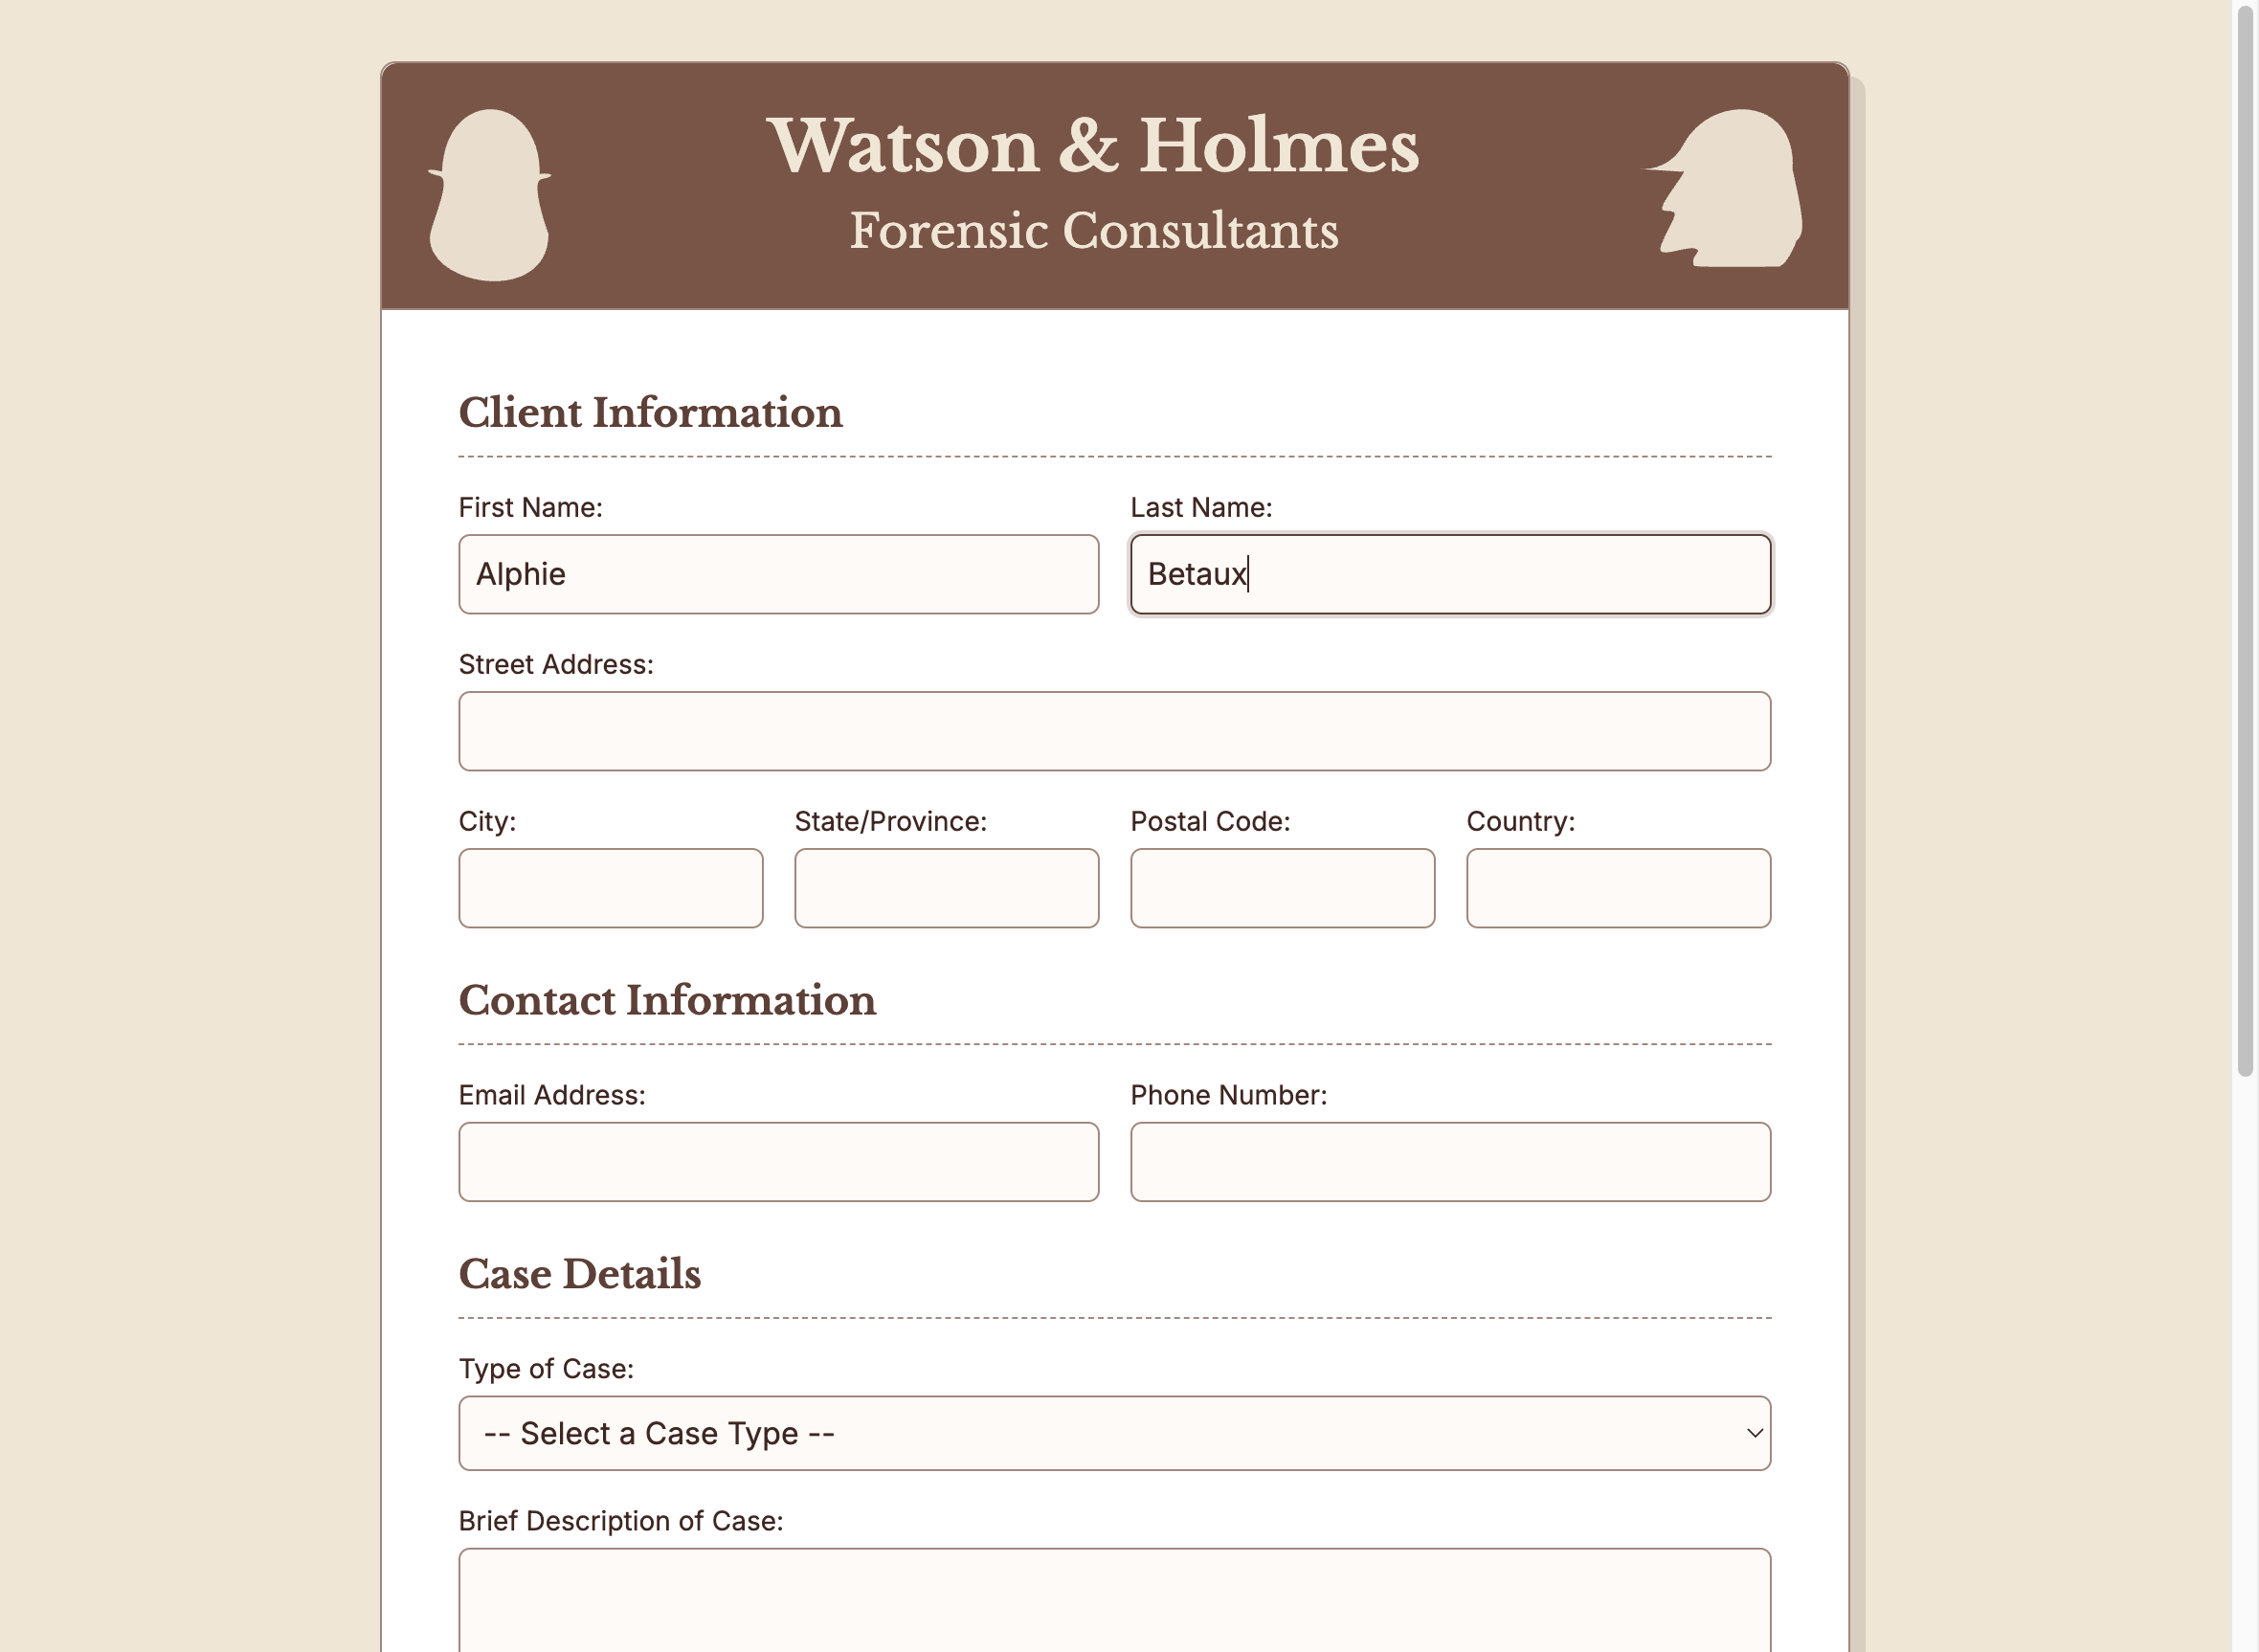 Watson & Holmes
Forensic Consultants
Client Information
First Name: Last Name:
Alphie Betaux
Street Address:
City: State/Province: Postal Code: Country:
Contact Information
Email Address: Phone Number:
Case Details
Type of Case:
-- Select a Case Type --
Brief Description of Case: